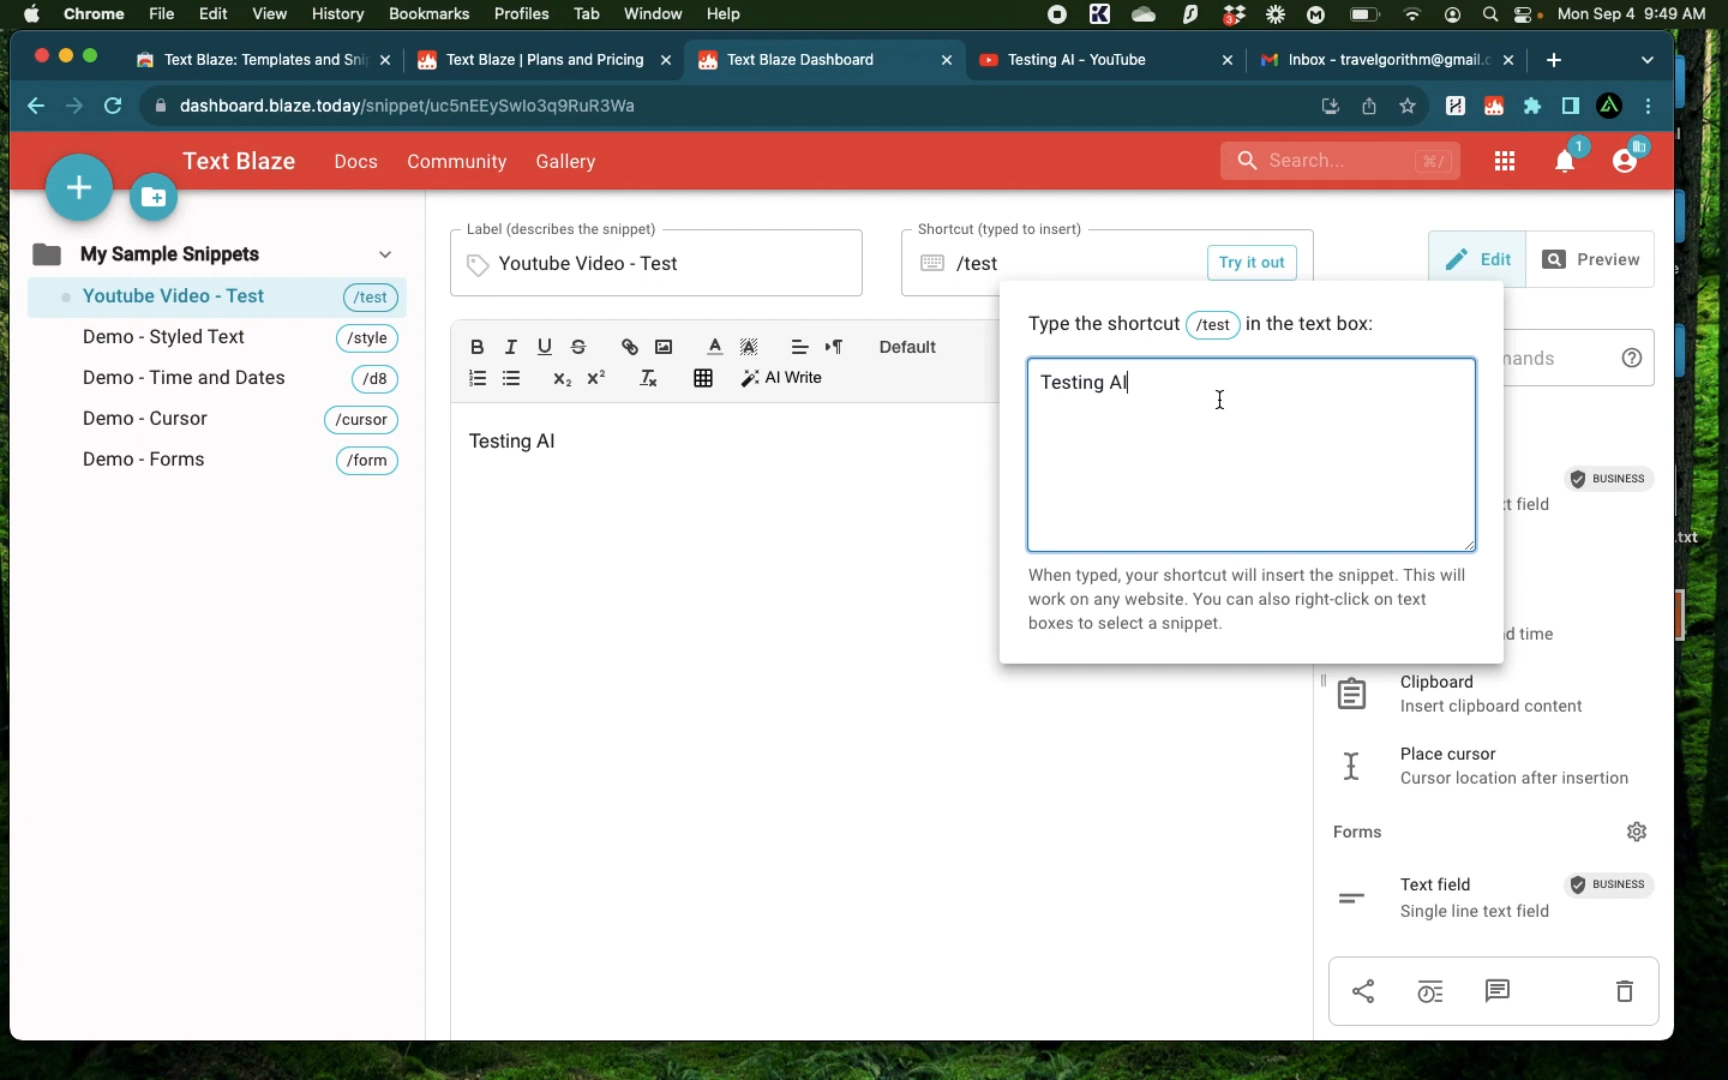 Chrome File Edit View History Bookmarks Profiles Tab Window Help 3 Mon Sep 4 9:49 AM
Text Blaze: Templates and Sni Text Blaze | Plans and Pricing Text Blaze Dashboard Testing AI - YouTube Inbox - travelgorithm@gmail.c
dashboard.blaze.today/snippet/uc5nEEySwlo3q9RuR3Wa
Text Blaze Docs Community Gallery Search... ⌘/ 1
Label (describes the snippet) Shortcut (typed to insert)
My Sample Snippets Youtube Video - Test /test Try it out Edit Preview
Youtube Video - Test /test
Type the shortcut /test in the text box:
Demo - Styled Text /style
B I U S A A Default
nands
Demo - Time and Dates /d8
X₂ X² AI Write
Testing AI
Demo - Cursor /cursor
Testing AI
Demo - Forms /form
BUSINESS
t field
.txt
When typed, your shortcut will insert the snippet. This will
work on any website. You can also right-click on text
boxes to select a snippet.
d time
Clipboard
Insert clipboard content
Place cursor
Cursor location after insertion
Forms
Text field BUSINESS
Single line text field